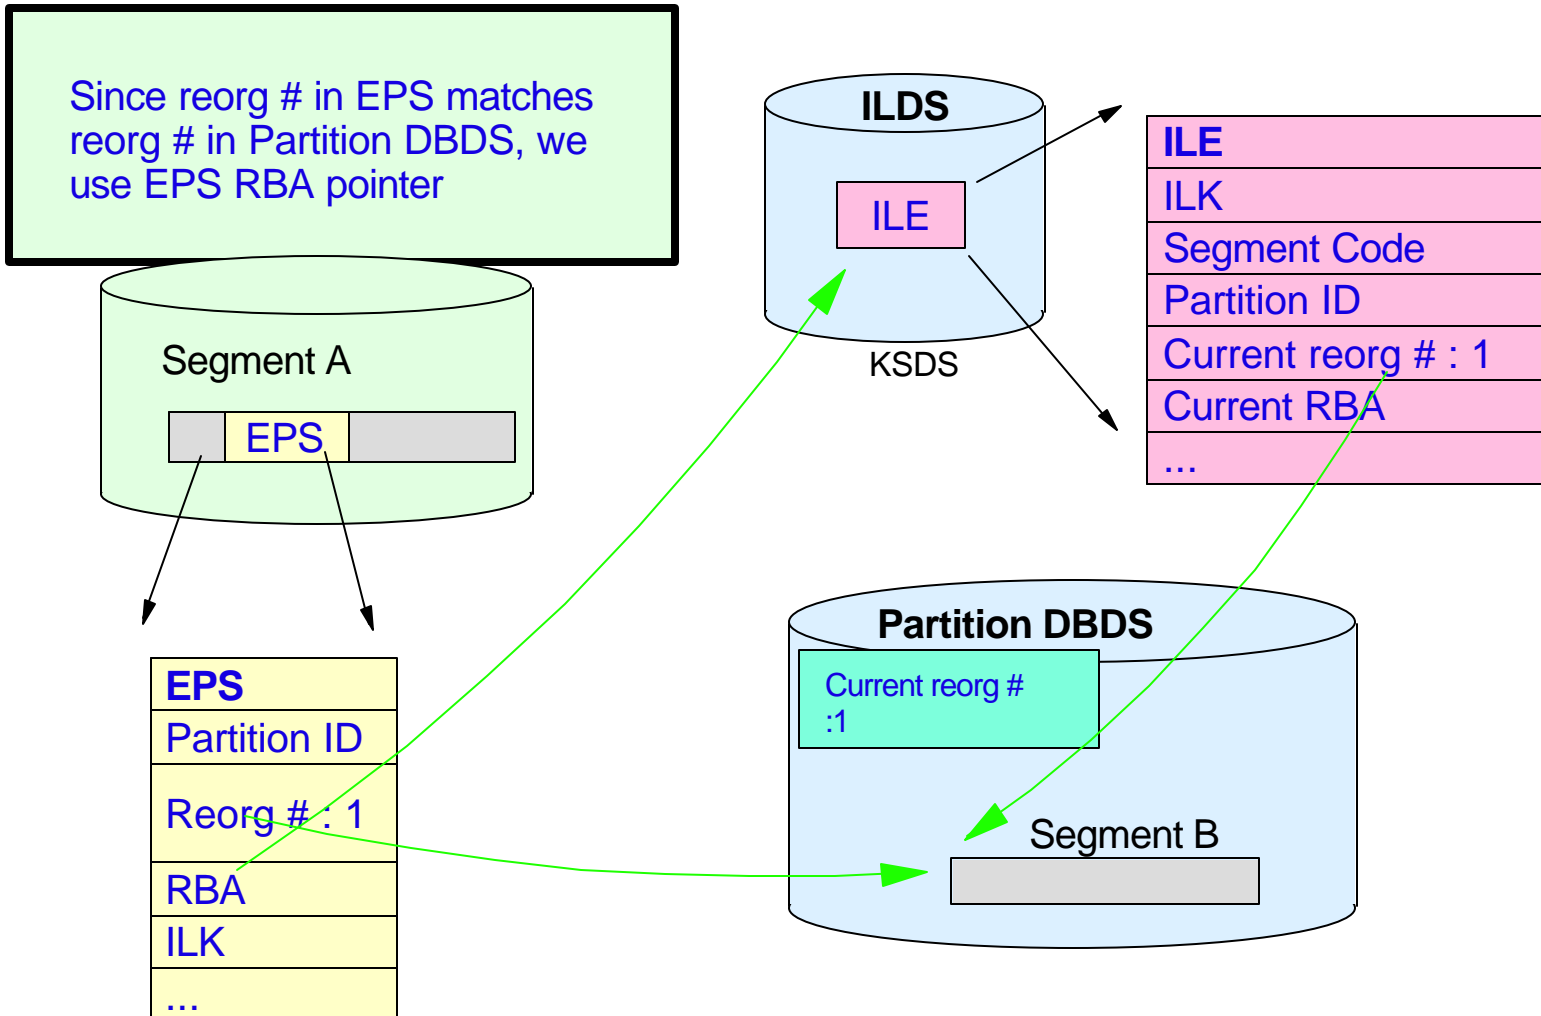 Since reorg # in EPS matches
reorg # in Partition DBDS, we
use EPS RBA pointer
Segment A
EPS
EPS
Partition ID
Reorg # : 1
RBA
ILK
...
ILDS
ILE
KSDS
ILE
ILK
Segment Code
Partition ID
Current reorg # : 1
Current RBA
...
Partition DBDS
Current reorg #
:1
Segment B